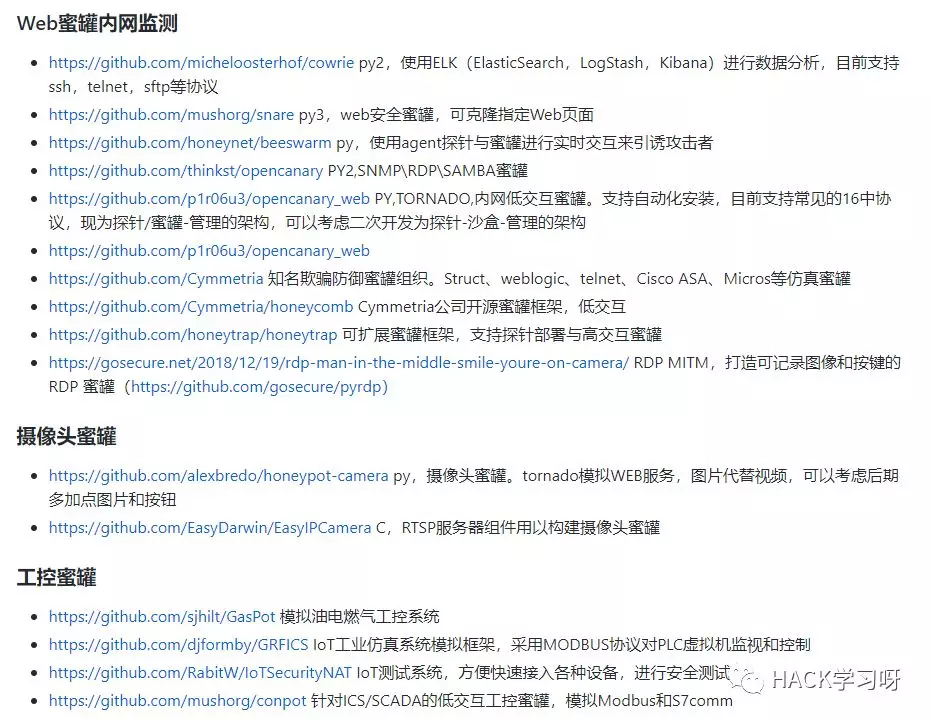 Web蜜罐内网监测
https://github.com/micheloosterhof/cowrie py2，使用ELK（ElasticSearch，LogStash，Kibana）进行数据分析，目前支持
ssh，telnet，sftp等协议
https://github.com/mushorg/snare py3，web安全蜜罐，可克隆指定Web页面
https://github.com/honeynet/beeswarm py，使用agent探针与蜜罐进行实时交互来引诱攻击者
https://github.com/thinkst/opencanary PY2,SNMP\RDP\SAMBA蜜罐
https://github.com/p1r06u3/opencanary_web PY,TORNADO,内网低交互蜜罐。支持自动化安装，目前支持常见的16中协
议，现为探针/蜜罐-管理的架构，可以考虑二次开发为探针-沙盒-管理的架构
https://github.com/p1r06u3/opencanary_web
https://github.com/Cymmetria 知名欺骗防御蜜罐组织。Struct、weblogic、telnet、Cisco ASA、Micros等仿真蜜罐
https://github.com/Cymmetria/honeycomb Cymmetria公司开源蜜罐框架，低交互
https://github.com/honeytrap/honeytrap 可扩展蜜罐框架，支持探针部署与高交互蜜罐
https://gosecure.net/2018/12/19/rdp-man-in-the-middle-smile-youre-on-camera/ RDP MITM，打造可记录图像和按键的
RDP 蜜罐（https://github.com/gosecure/pyrdp）
摄像头蜜罐
https://github.com/alexbredo/honeypot-camera py，摄像头蜜罐。tornado模拟WEB服务，图片代替视频，可以考虑后期
多加点图片和按钮
https://github.com/EasyDarwin/EasyIPCamera C，RTSP服务器组件用以构建摄像头蜜罐
工控蜜罐
https://github.com/sjhilt/GasPot 模拟油电燃气工控系统
https://github.com/djformby/GRFICS IoT工业仿真系统模拟框架，采用MODBUS协议对PLC虚拟机监视和控制
https://github.com/RabitW/IoTSecurityNAT IoT测试系统，方便快速接入各种设备，进行安全测试
HACK学习呀
https://github.com/mushorg/conpot 针对ICS/SCADA的低交互工控蜜罐，模拟Modbus和S7comm